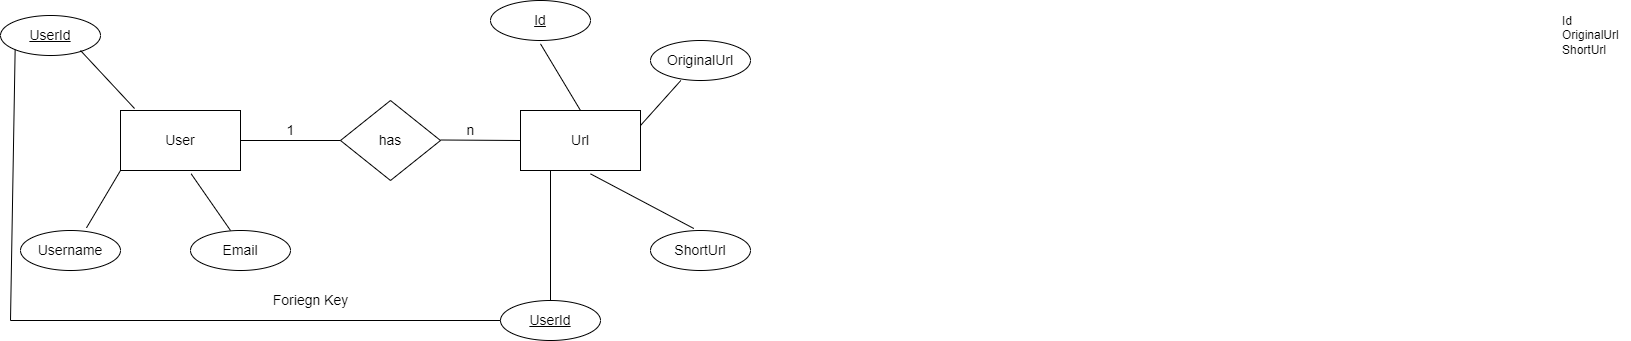 Id
UserId
OriginalUrl
User
1
has
n
Url
Username
Email
ShortUrl
Foriegn Key
UserId
Id
OriginalUrl
ShortUrl